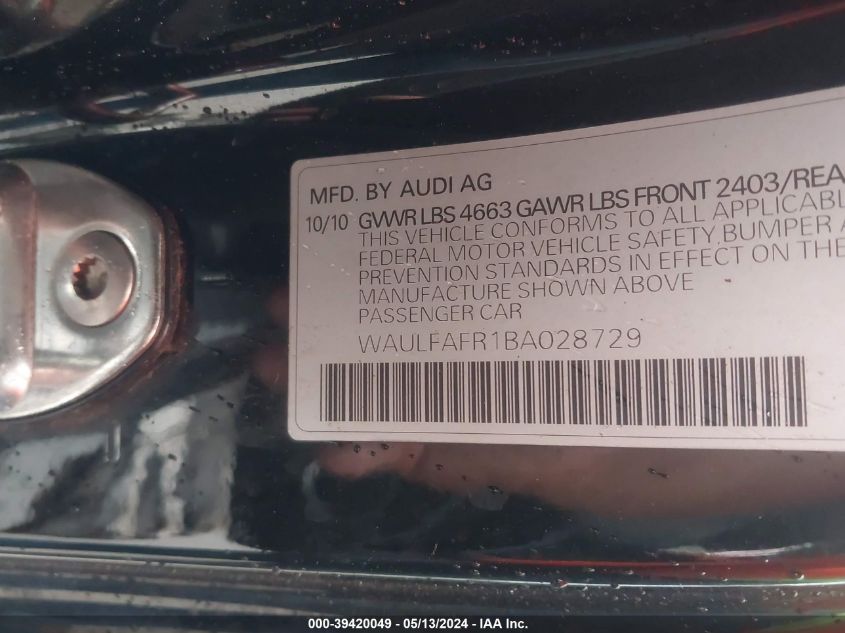 MFD. BY AUDI AG
10/10 GVWR LBS 4663 GAWR LBS FRONT 2403/REA
THIS VEHICLE CONFORMS TO ALL APPLICABL
FEDERAL MOTOR VEHICLE SAFETY, BUMPER A
PREVENTION STANDARDS IN EFFECT ON THE
MANUFACTURE SHOWN ABOVE
PASSENGER CAR
WAULFAFR1BA028729
000-39420049 - 05/13/2024 - IAA Inc.